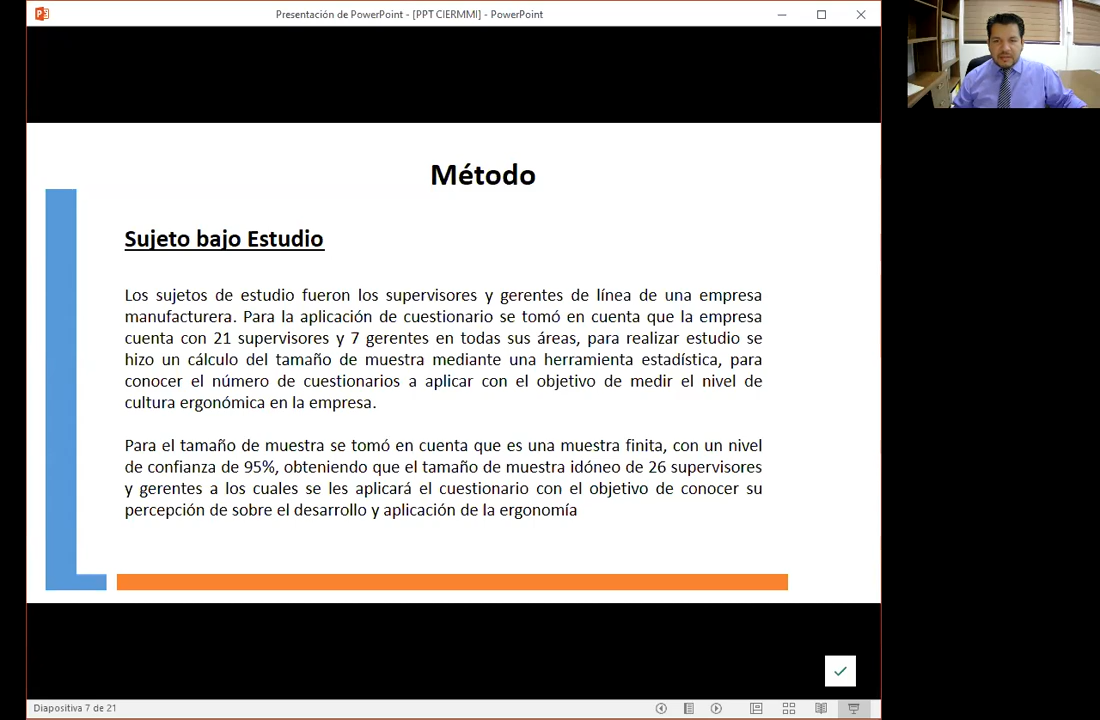 Presentación de PowerPoint - [PPT CIERMMI] - PowerPoint
Método
Sujeto bajo Estudio
Los sujetos de estudio fueron los supervisores y gerentes de línea de una empresa
manufacturera. Para la aplicación de cuestionario se tomó en cuenta que la empresa
cuenta con 21 supervisores y 7 gerentes en todas sus áreas, para realizar estudio se
hizo un cálculo del tamaño de muestra mediante una herramienta estadística, para
conocer el número de cuestionarios a aplicar con el objetivo de medir el nivel de
cultura ergonómica en la empresa.
Para el tamaño de muestra se tomó en cuenta que es una muestra finita, con un nivel
de confianza de 95%, obteniendo que el tamaño de muestra idóneo de 26 supervisores
y gerentes a los cuales se les aplicará el cuestionario con el objetivo de conocer su
percepción de sobre el desarrollo y aplicación de la ergonomía
Diapositiva 7 de 21